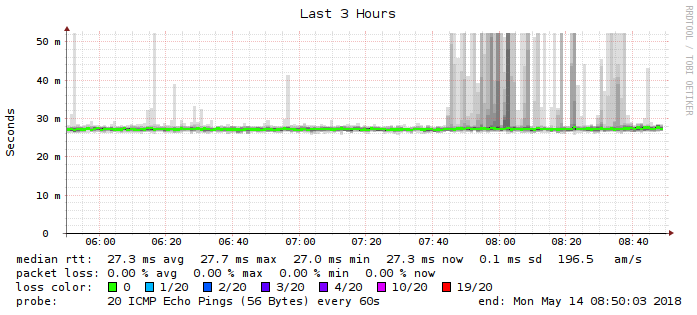 Last 3 Hours
RRDTOOL / TOBI OETIKER
Seconds
50 m
40 m
30 m
20 m
10 m
0
06:00 06:20 06:40 07:00 07:20 07:40 08:00 08:20 08:40
median rtt: 27.3 ms avg 27.7 ms max 27.0 ms min 27.3 ms now 0.1 ms sd 196.5 am/s
packet loss: 0.00 % avg 0.00 % max 0.00 % min 0.00 % now
loss color: 0 1/20 2/20 3/20 4/20 10/20 19/20
probe: 20 ICMP Echo Pings (56 Bytes) every 60s end: Mon May 14 08:50:03 2018